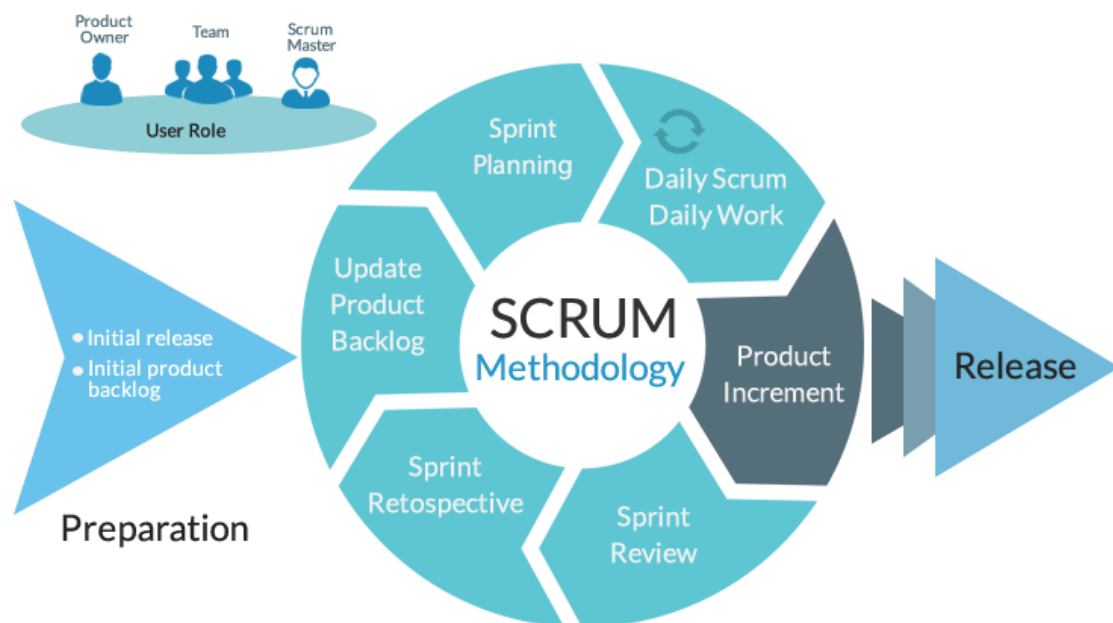 Product
Owner
Team
Scrum
Master
User Role
Sprint
Planning
Daily Scrum
Daily Work
Update
Product
Backlog
SCRUM
Methodology
Product
Increment
Sprint
Retospective
Sprint
Review
Initial release
Initial product
backlog
Preparation
Release